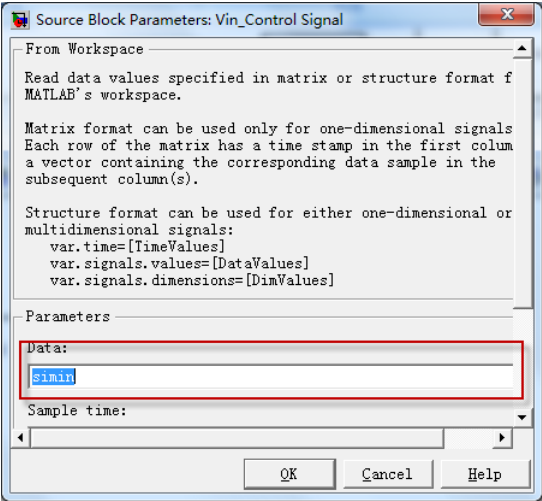 Source Block Parameters: Vin_Control Signal
From Workspace
Read data values specified in matrix or structure format f
MATLAB's workspace.
Matrix format can be used only for one-dimensional signals
Each row of the matrix has a time stamp in the first colum
a vector containing the corresponding data sample in the
subsequent column(s).
Structure format can be used for either one-dimensional or
multidimensional signals:
var.time=[TimeValues]
var.signals.values=[DataValues]
var.signals.dimensions=[DimValues]
Parameters
Data:
simin
Sample time:
OK Cancel Help